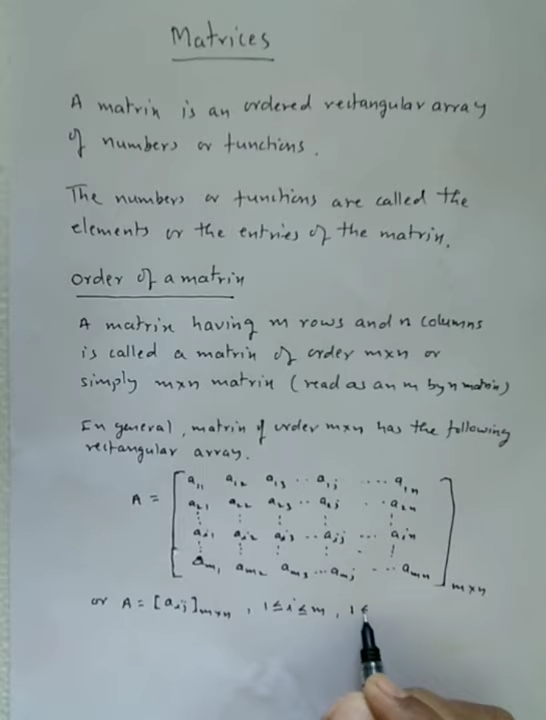 Matrices
A matrix is an ordered rectangular array
of numbers or functions.
The numbers or functions are called the
elements or the entries of the matrix.
Order of a matrix
A matrix having m rows and n columns
is called a matrix of order m×n or
simply m×n matrix (read as an m by n matrix)
In general, matrix of order m×n has the following
rectangular array.
a₁₁ a₁₂ a₁₃ ... a₁ⱼ ... a₁ₙ
A = [ a₂₁ a₂₂ a₂₃ ... a₂ⱼ ... a₂ₙ
aᵢ₁ aᵢ₂ aᵢ₃ ... aᵢⱼ ... aᵢₙ
aₘ₁ aₘ₂ aₘ₃ ... aₘⱼ ... aₘₙ ] m×n
or A = [aᵢⱼ]m×n , 1≤i≤m , 1≤